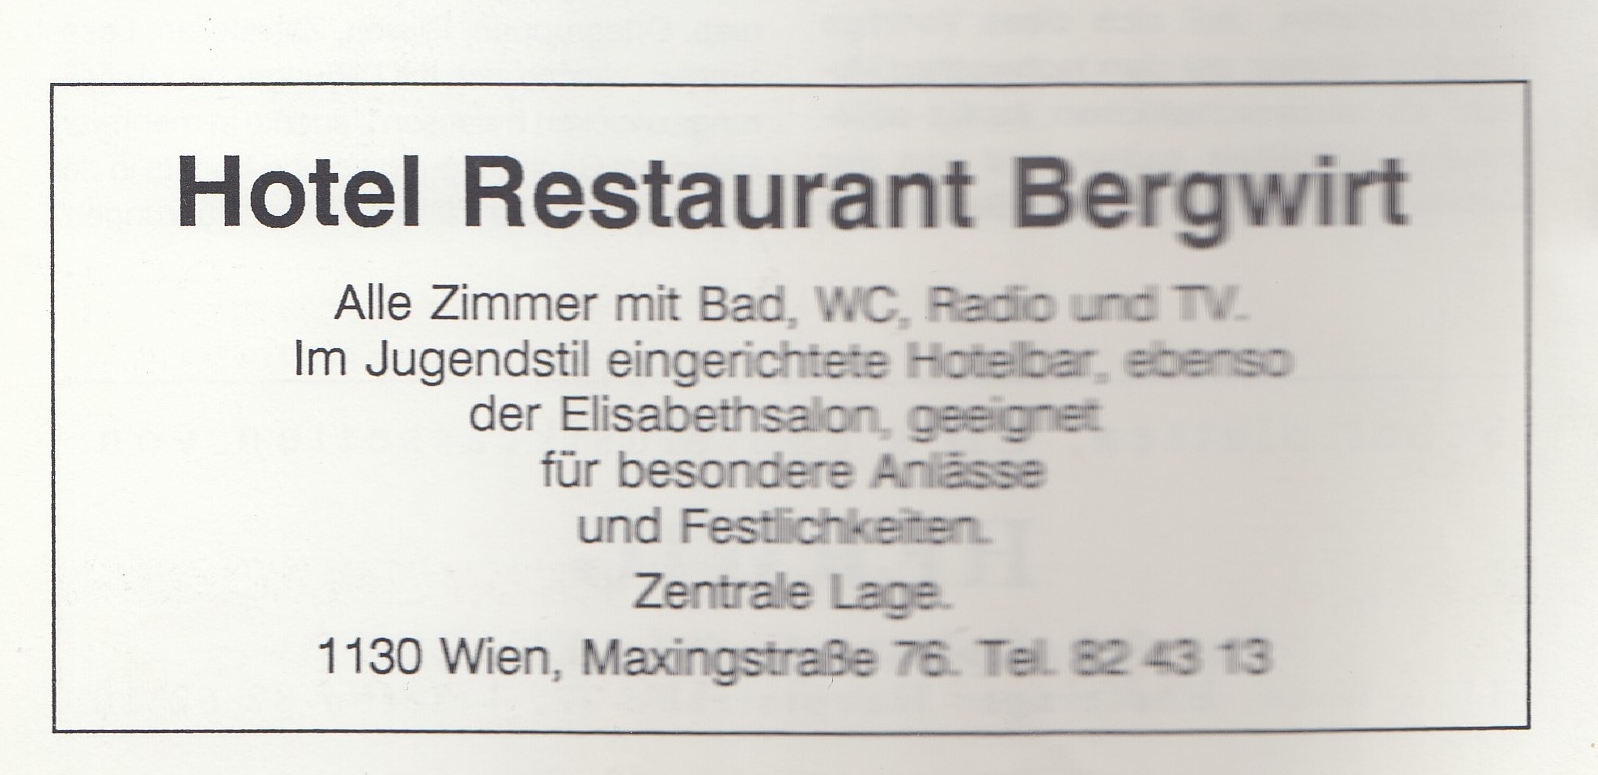 Hotel Restaurant Bergwirt
Alle Zimmer mit Bad, WC, Radio und TV.
Im Jugendstil eingerichtete Hotelbar, ebenso
der Elisabethsalon, geeignet
für besondere Anlässe
und Festlichkeiten.
Zentrale Lage.
1130 Wien, Maxingstraße 76. Tel. 82 43 13